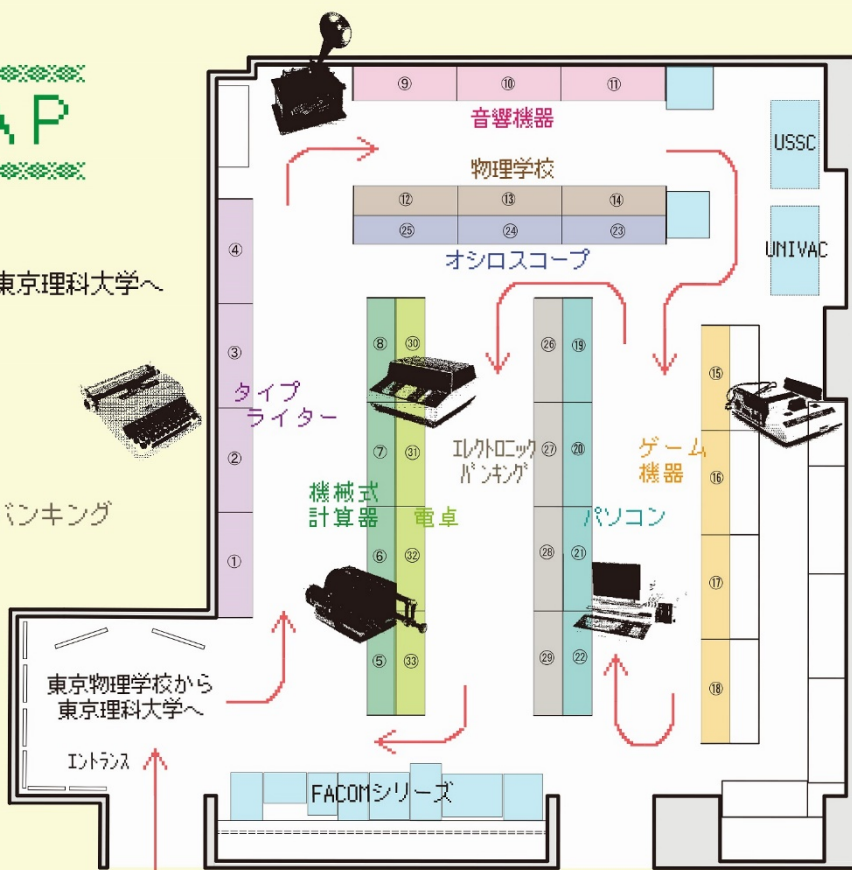 AP
東京理科大学へ
バンキング
⑨ ⑩ ⑪
音響機器
物理学校
⑫ ⑬ ⑭
㉕ ㉔ ㉓
オシロスコープ
USSC
UNIVAC
④
③
②
①
タイプ
ライター
⑧ ㉚
⑦ ㉛
⑥ ㉜
⑤ ㉝
機械式
計算器
電卓
エレクトロニック
バンキング
㉖ ⑲
㉗ ⑳
㉘ ㉑
㉙ ㉒
パソコン
ゲーム
機器
⑮
⑯
⑰
⑱
東京物理学校から
東京理科大学へ
エントランス
FACOMシリーズ